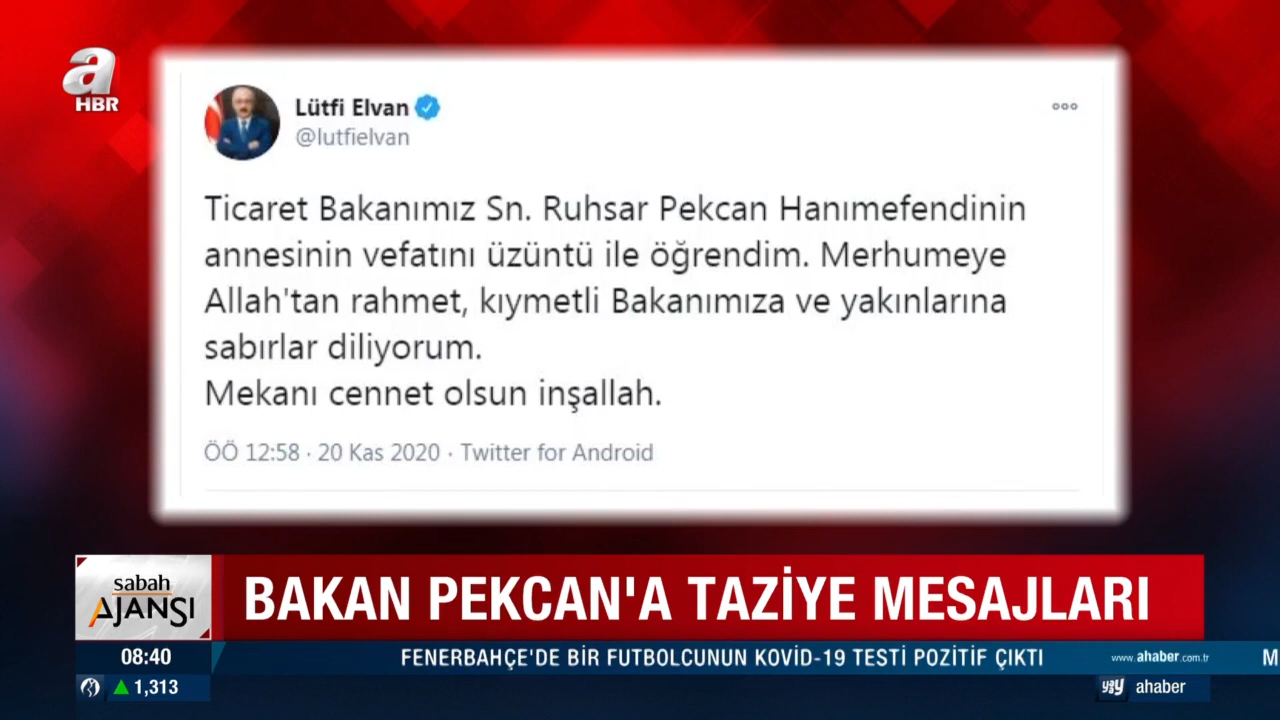 a
HBR
Lütfi Elvan
@lutfielvan
Ticaret Bakanımız Sn. Ruhsar Pekcan Hanımefendinin
annesinin vefatını üzüntü ile öğrendim. Merhumeye
Allah'tan rahmet, kıymetli Bakanımıza ve yakınlarına
sabırlar diliyorum.
Mekanı cennet olsun inşallah.
ÖÖ 12:58 · 20 Kas 2020 · Twitter for Android
sabah
AJANSI
BAKAN PEKCAN'A TAZİYE MESAJLARI
08:40
FENERBAHÇE'DE BİR FUTBOLCUNUN KOVİD-19 TESTİ POZİTİF ÇIKTI
www.ahaber.com.tr
M
1,313
yay
ahaber